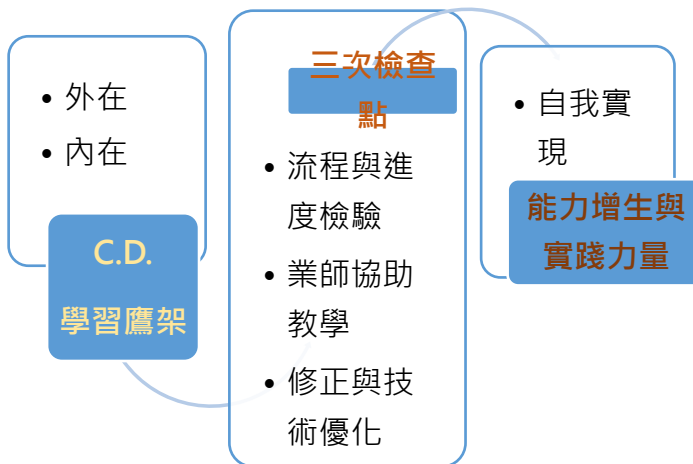 • 外在
• 內在
C.D.
學習鷹架
三次檢查
點
• 流程與進
度檢驗
• 業師協助
教學
• 修正與技
術優化
• 自我實
現
能力增生與
實踐力量